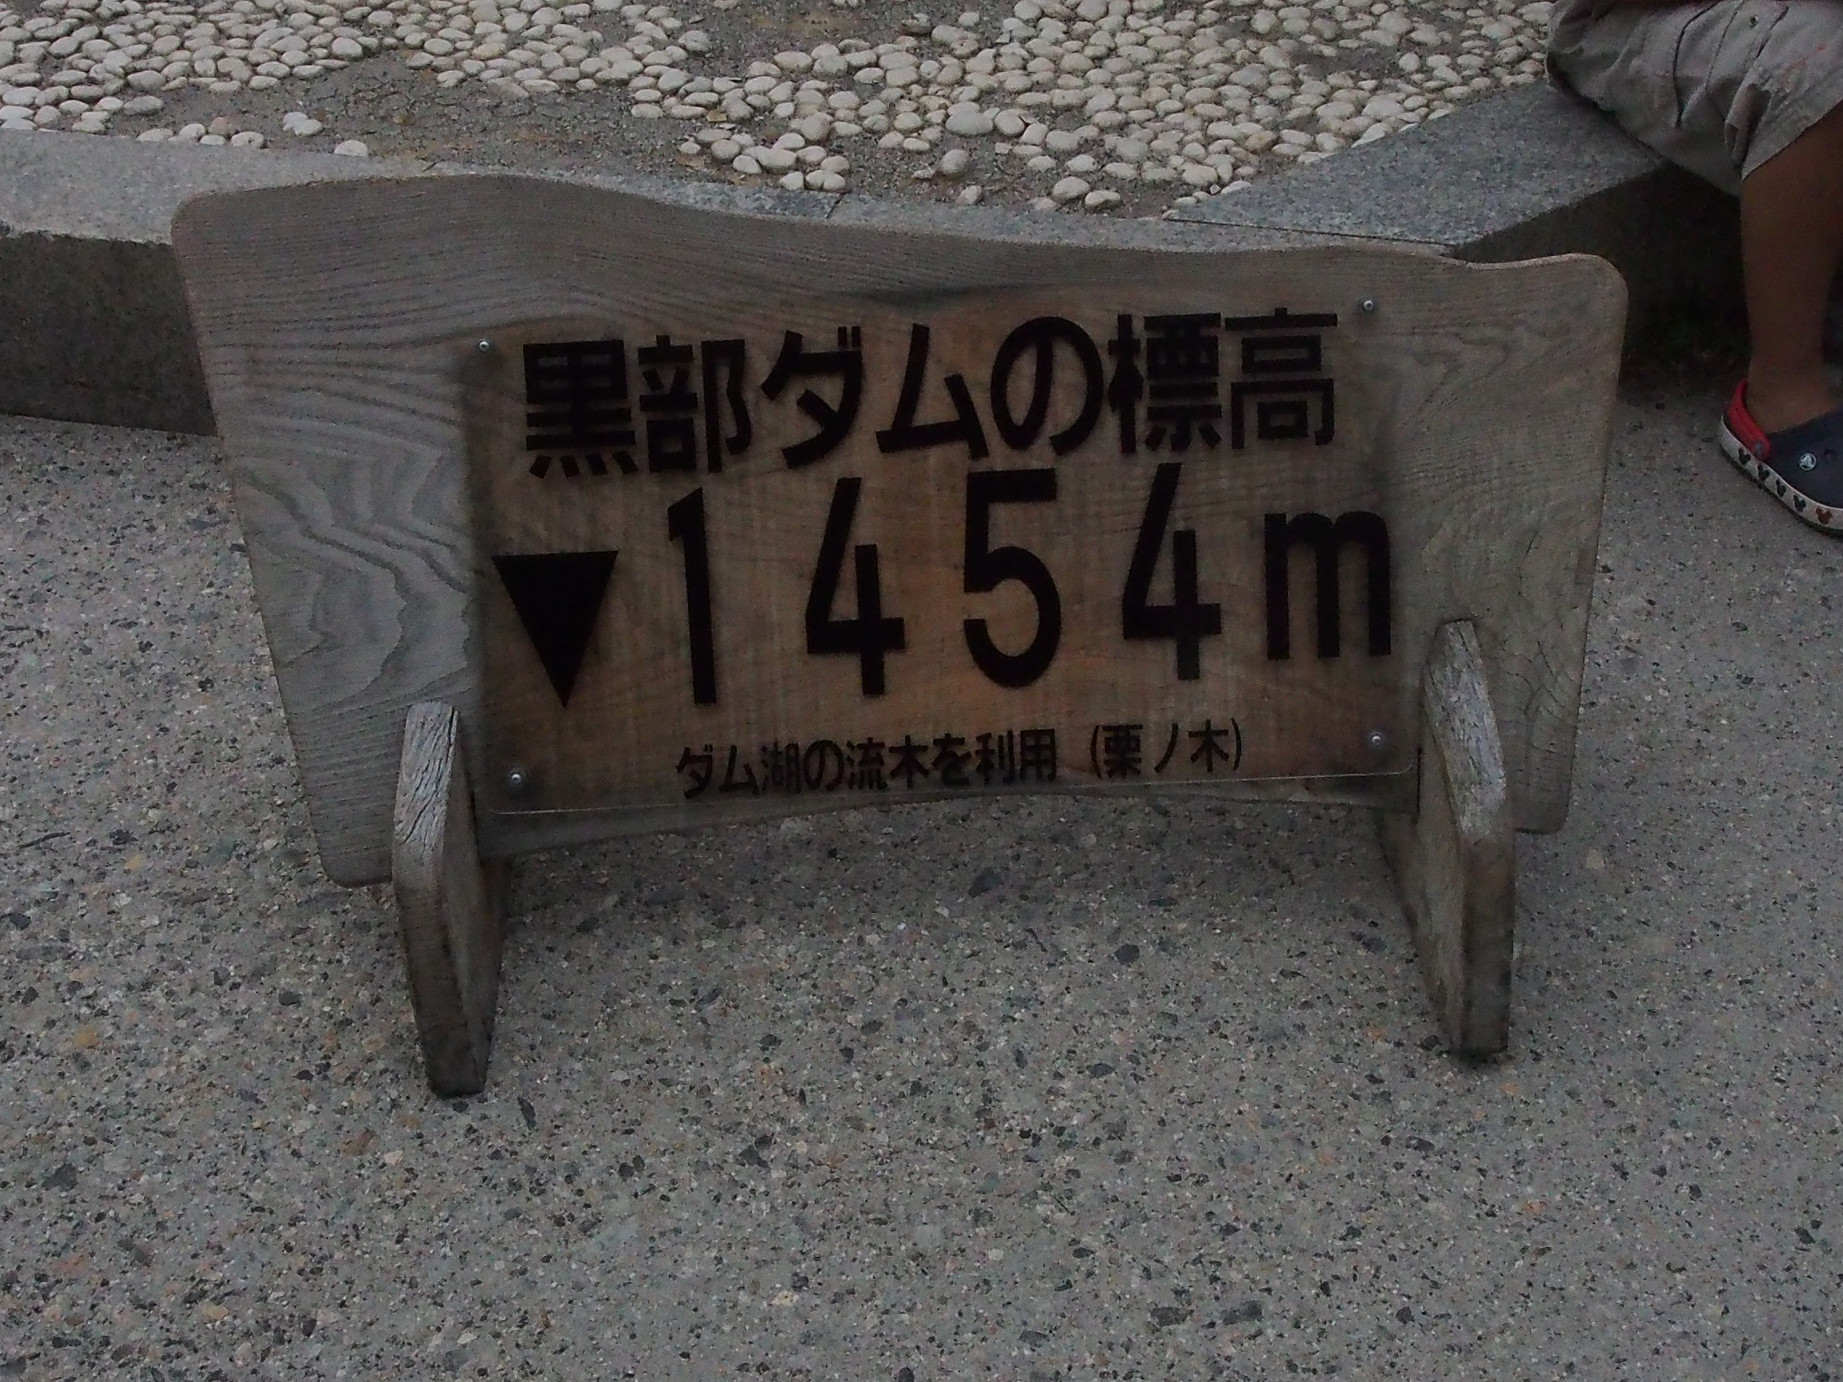 黒部ダムの標高
▼1454m
ダム湖の流木を利用 (栗ノ木)